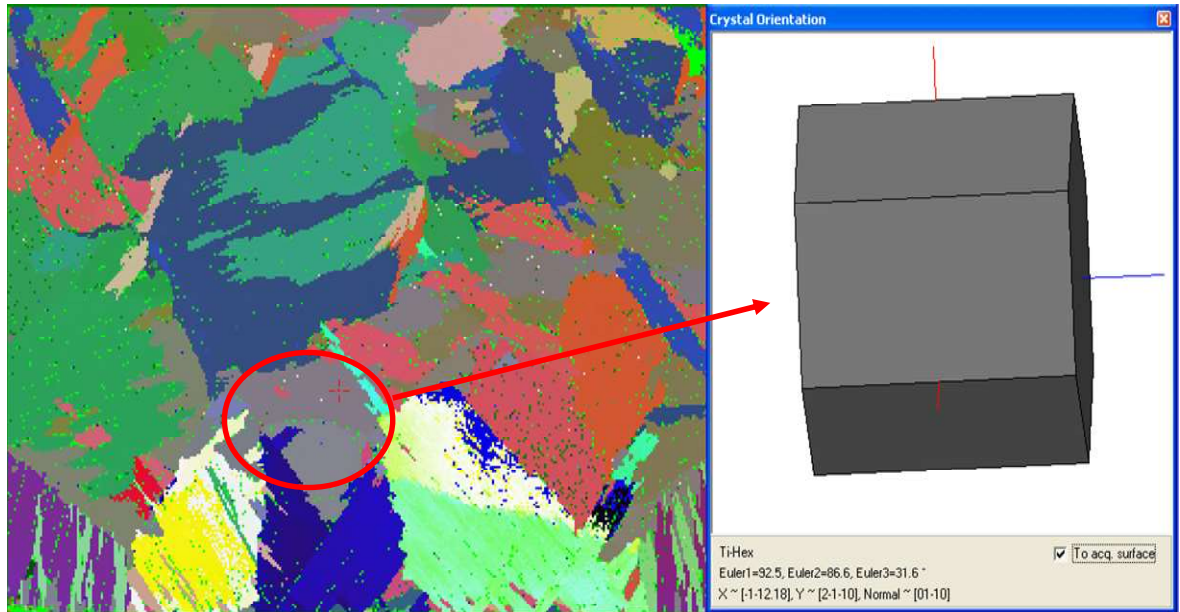 Crystal Orientation
Ti-Hex
To acq. surface
Euler1=92.5, Euler2=86.6, Euler3=31.6 °
X ~ [-1-12.18], Y ~ [2-1-10], Normal ~ [01-10]